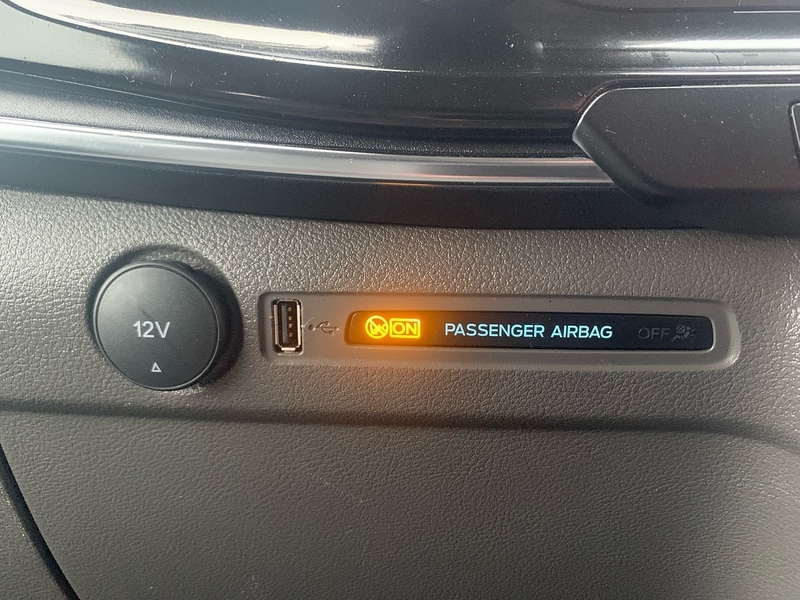 12V
ON PASSENGER AIRBAG OFF